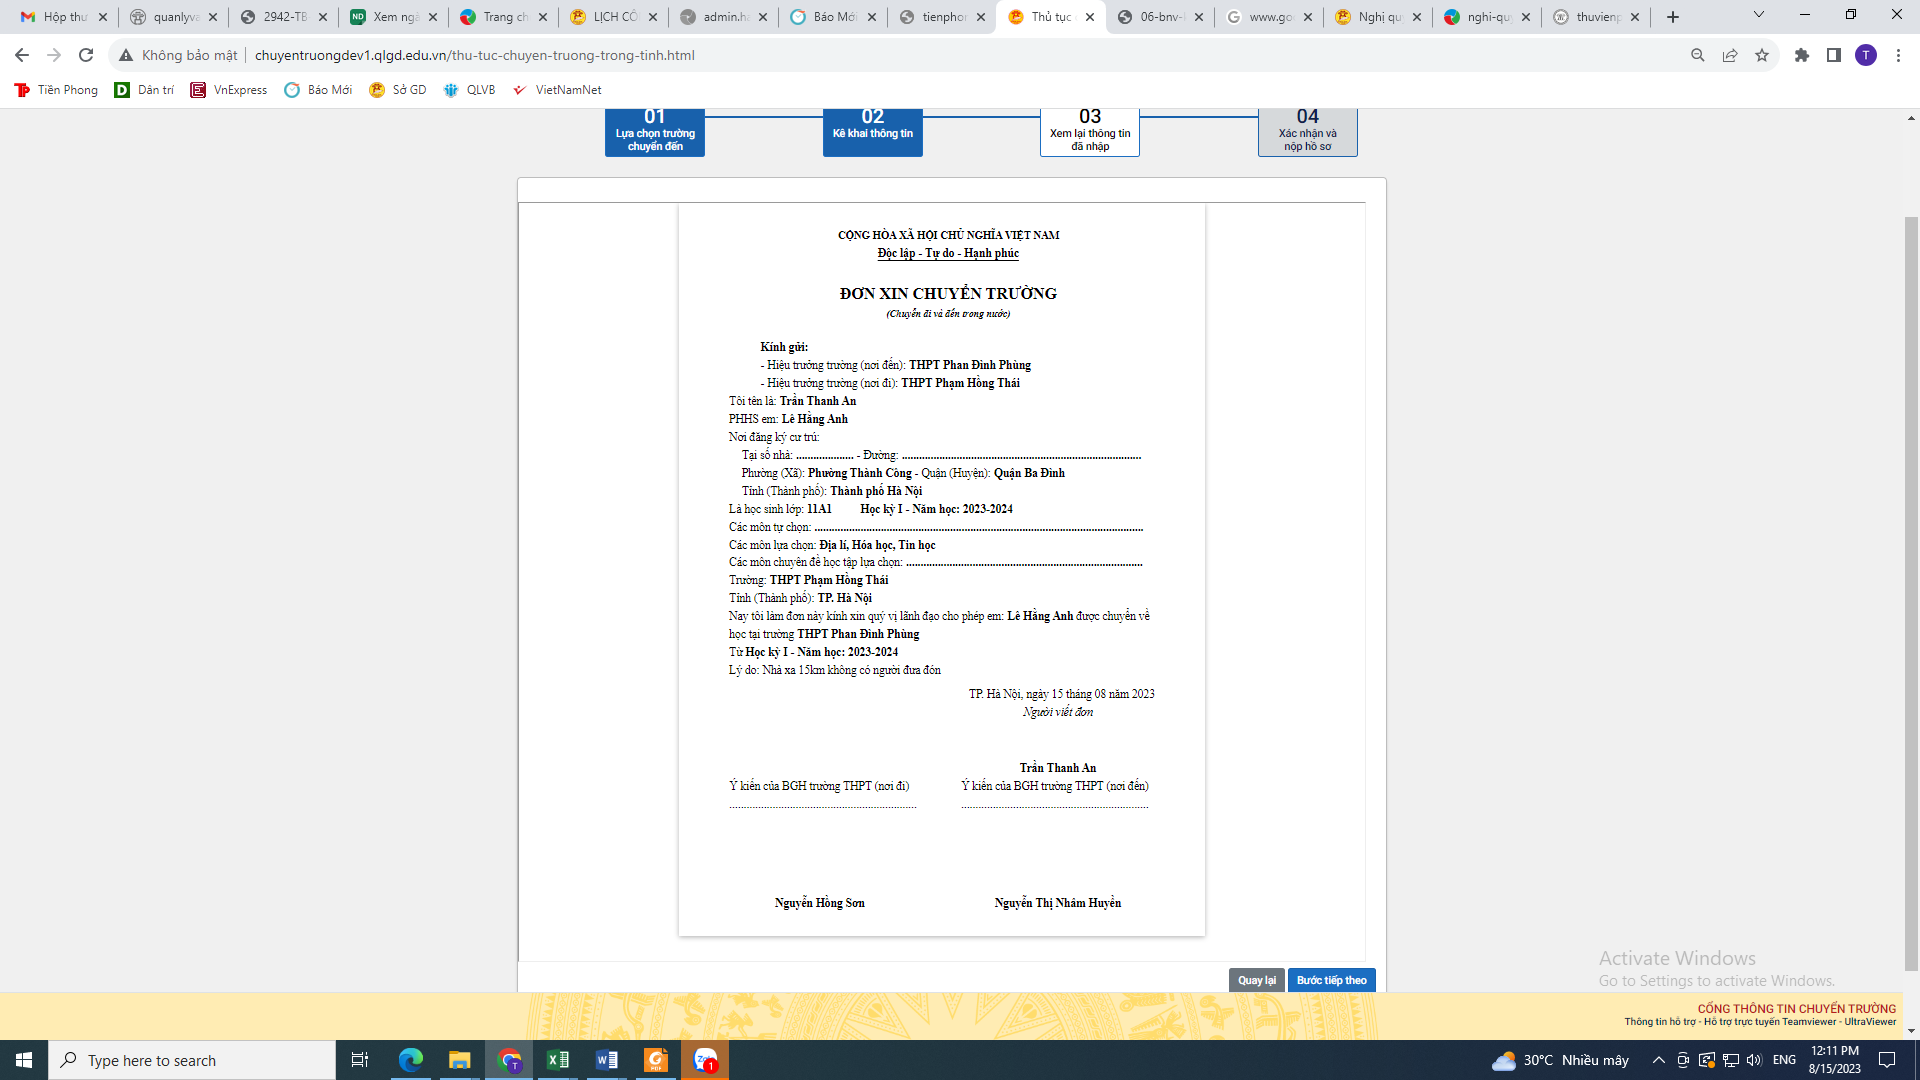 Hộp thư
quanlyva
2942-TB
Xem ngà
Trang ch
LỊCH CÔ
admin.ha
Báo Mới
tienphon
Thủ tục
06-bnv-
www.goo
Nghị qu
nghi-quy
thuvienp
Không bảo mật
chuyentruongdev1.qlgd.edu.vn/thu-tuc-chuyen-truong-trong-tinh.html
T
Tiền Phong
Dân trí
VnExpress
Báo Mới
Sở GD
QLVB
VietNamNet
01
Lựa chọn trường
chuyển đến
02
Kê khai thông tin
03
Xem lại thông tin
đã nhập
04
Xác nhận và
nộp hồ sơ
CỘNG HÒA XÃ HỘI CHỦ NGHĨA VIỆT NAM
Độc lập - Tự do - Hạnh phúc
ĐƠN XIN CHUYỂN TRƯỜNG
(Chuyển đi và đến trong nước)
Kính gửi:
- Hiệu trưởng trường (nơi đến): THPT Phan Đình Phùng
- Hiệu trưởng trường (nơi đi): THPT Phạm Hồng Thái
Tôi tên là: Trần Thanh An
PHHS em: Lê Hằng Anh
Nơi đăng ký cư trú:
Tại số nhà: .................... - Đường: ..................................................................................
Phường (Xã): Phường Thành Công - Quận (Huyện): Quận Ba Đình
Tỉnh (Thành phố): Thành phố Hà Nội
Là học sinh lớp: 11A1 Học kỳ I - Năm học: 2023-2024
Các môn tự chọn: .................................................................................................................
Các môn lựa chọn: Địa lí, Hóa học, Tin học
Các môn chuyên đề học tập lựa chọn: .................................................................................
Trường: THPT Phạm Hồng Thái
Tỉnh (Thành phố): TP. Hà Nội
Nay tôi làm đơn này kính xin quý vị lãnh đạo cho phép em: Lê Hằng Anh được chuyển về
học tại trường THPT Phan Đình Phùng
Từ Học kỳ I - Năm học: 2023-2024
Lý do: Nhà xa 15km không có người đưa đón
TP. Hà Nội, ngày 15 tháng 08 năm 2023
Người viết đơn
Trần Thanh An
Ý kiến của BGH trường THPT (nơi đi)
Ý kiến của BGH trường THPT (nơi đến)
................................................................
................................................................
Nguyễn Hồng Sơn
Nguyễn Thị Nhám Huyền
Quay lại
Bước tiếp theo
Activate Windows
Go to Settings to activate Windows.
CỔNG THÔNG TIN CHUYỂN TRƯỜNG
Thông tin hỗ trợ - Hỗ trợ trực tuyến Teamviewer - UltraViewer
Type here to search
30°C Nhiều mây
ENG
12:11 PM
8/15/2023